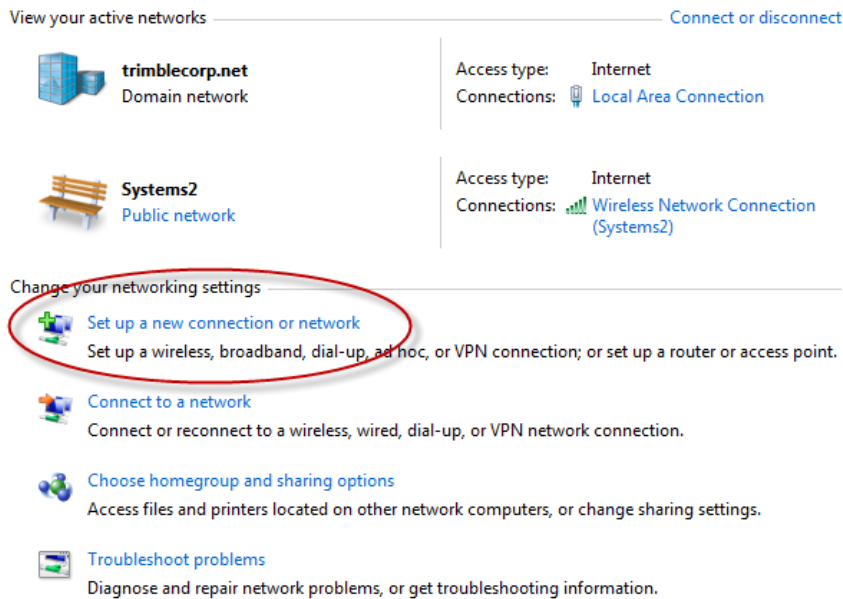 View your active networks
Connect or disconnect
trimblecorp.net
Domain network
Access type: Internet
Connections: Local Area Connection
Systems2
Public network
Access type: Internet
Connections: Wireless Network Connection
(Systems2)
Change your networking settings
Set up a new connection or network
Set up a wireless, broadband, dial-up, ad hoc, or VPN connection; or set up a router or access point.
Connect to a network
Connect or reconnect to a wireless, wired, dial-up, or VPN network connection.
Choose homegroup and sharing options
Access files and printers located on other network computers, or change sharing settings.
Troubleshoot problems
Diagnose and repair network problems, or get troubleshooting information.